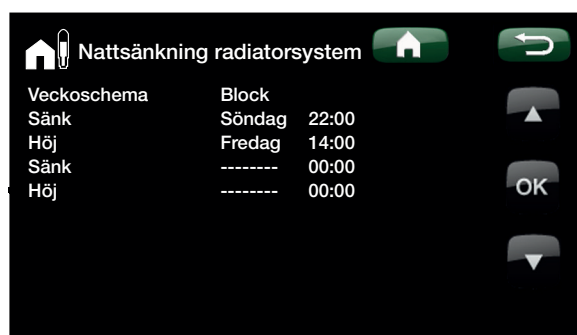 Nattsänkning radiatorsystem
Veckoschema Block
Sänk Söndag 22:00
Höj Fredag 14:00
Sänk -------- 00:00
Höj -------- 00:00
OK